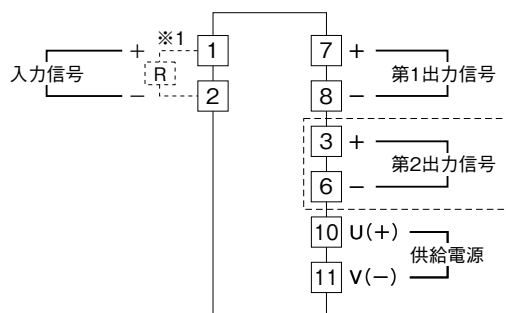 ※1
入力信号
+
R
−
1
2
7 +
8 −
第1出力信号
3 +
6 −
第2出力信号
10 U(+)
11 V(−)
供給電源